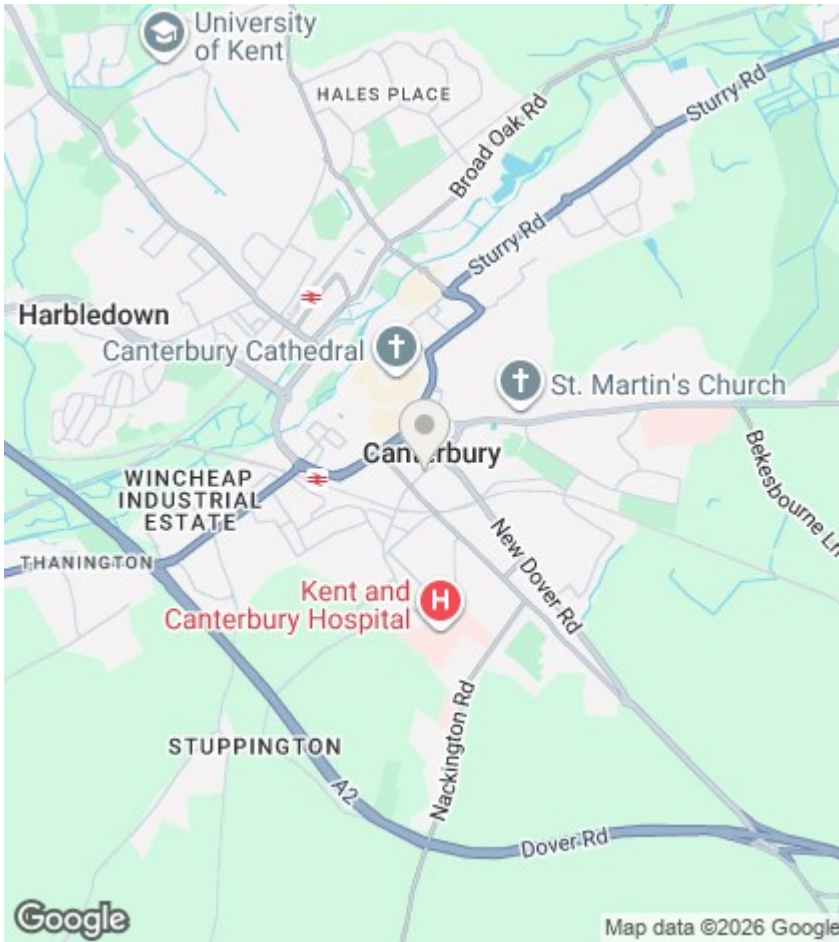 University
of Kent
HALES PLACE
Broad Oak Rd
Sturry Rd
Sturry Rd
Harbledown
Canterbury Cathedral
St. Martin's Church
Canterbury
WINCHEAP
INDUSTRIAL
ESTATE
Bekesbourne Ln
THANINGTON
New Dover Rd
Kent and
Canterbury Hospital
H
Nackington Rd
STUPPINGTON
A2
Dover Rd
Google
Map data ©2026 Google